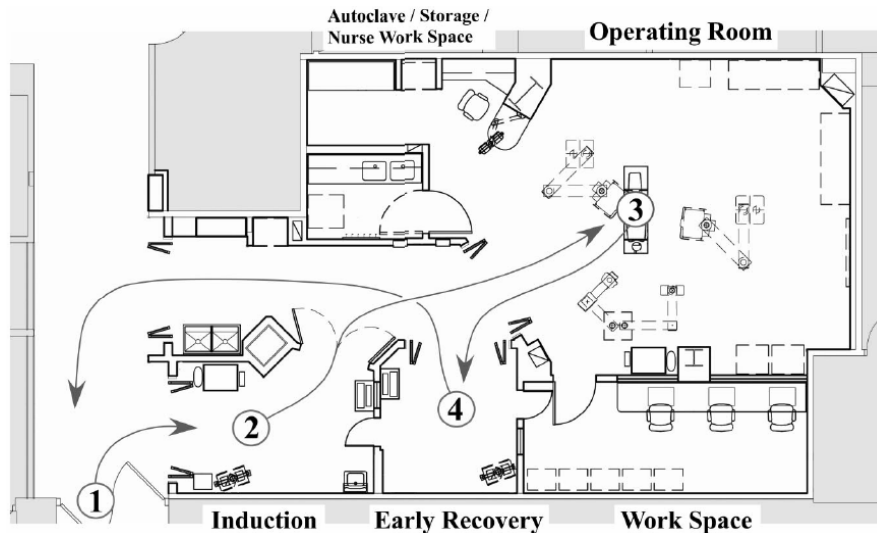 Autoclave / Storage /
Nurse Work Space
Operating Room
3
4
2
1
Induction
Early Recovery
Work Space